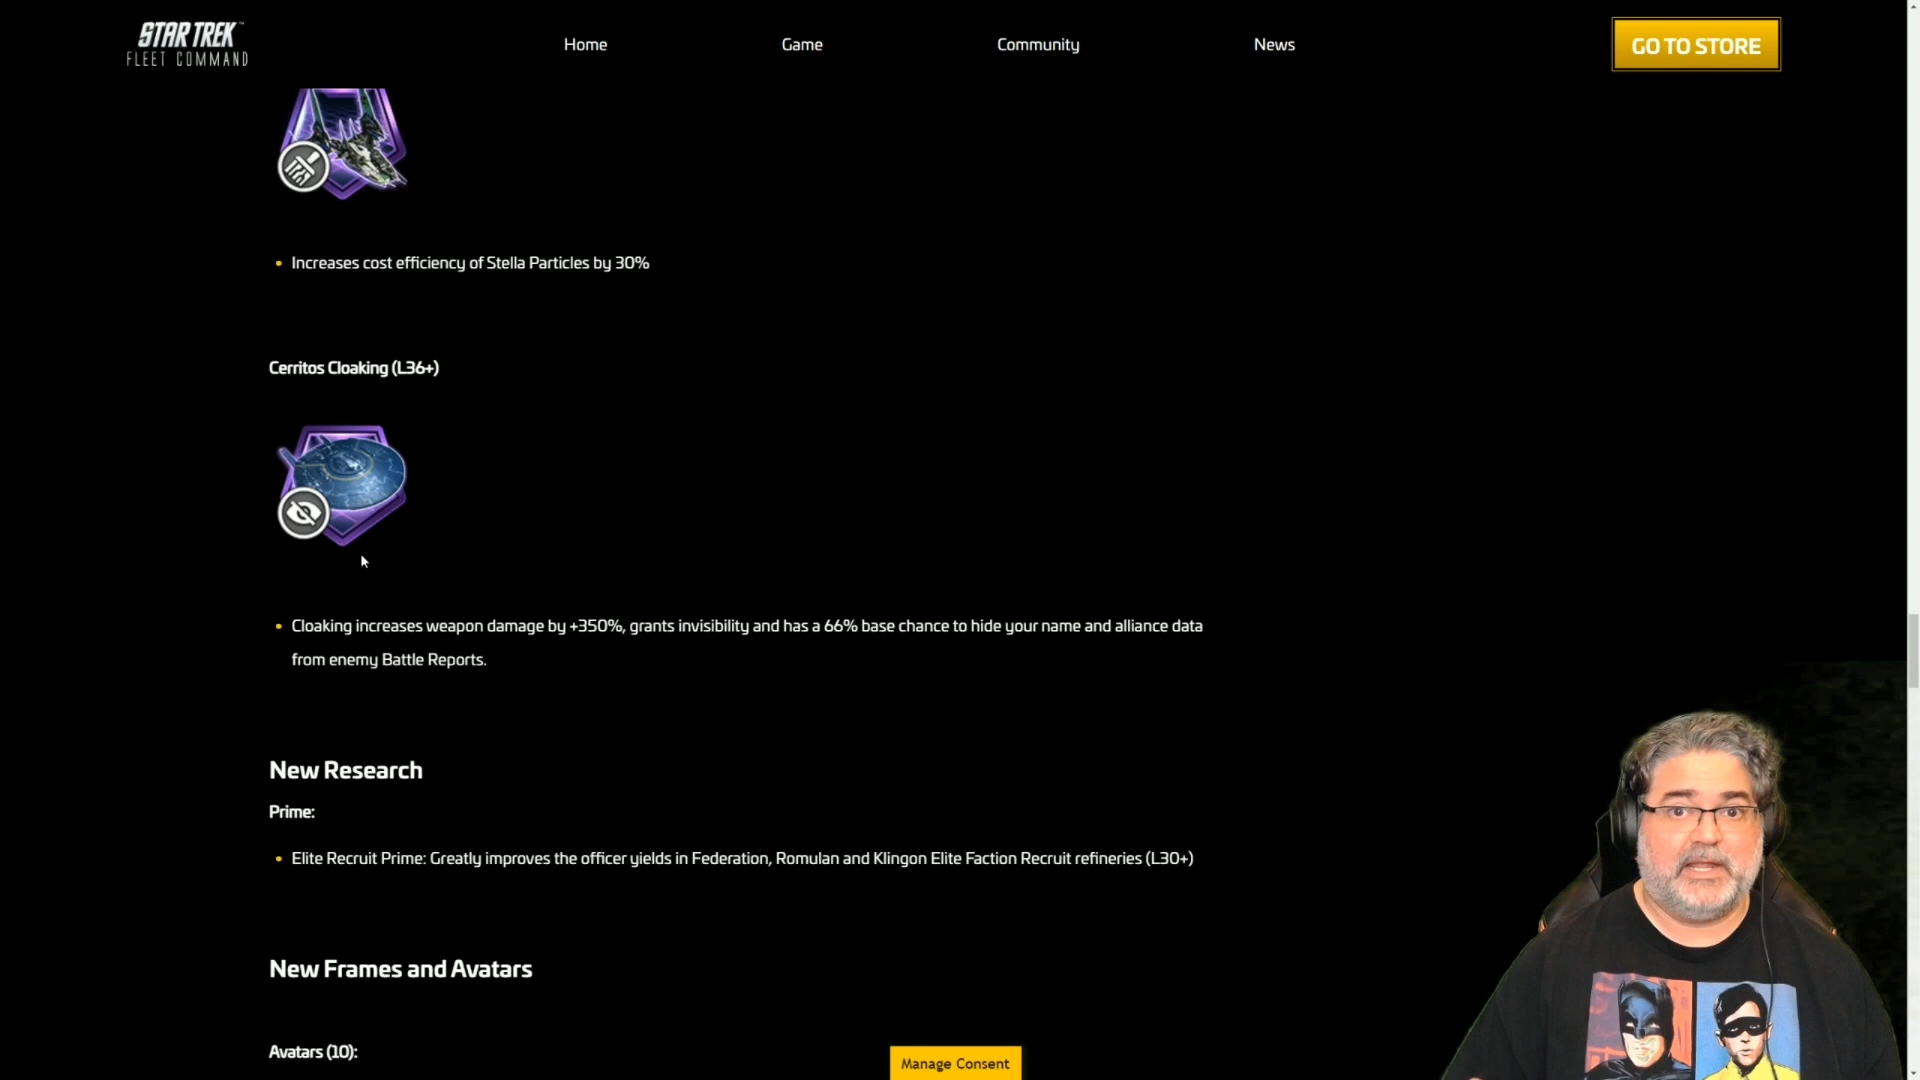 STAR TREK™
FLEET COMMAND
Home
Game
Community
News
GO TO STORE
Increases cost efficiency of Stella Particles by 30%
Cerritos Cloaking (L36+)
Cloaking increases weapon damage by +350%, grants invisibility and has a 66% base chance to hide your name and alliance data
from enemy Battle Reports.
New Research
Prime:
Elite Recruit Prime: Greatly improves the officer yields in Federation, Romulan and Klingon Elite Faction Recruit refineries (L30+)
New Frames and Avatars
Avatars (10):
Manage Consent